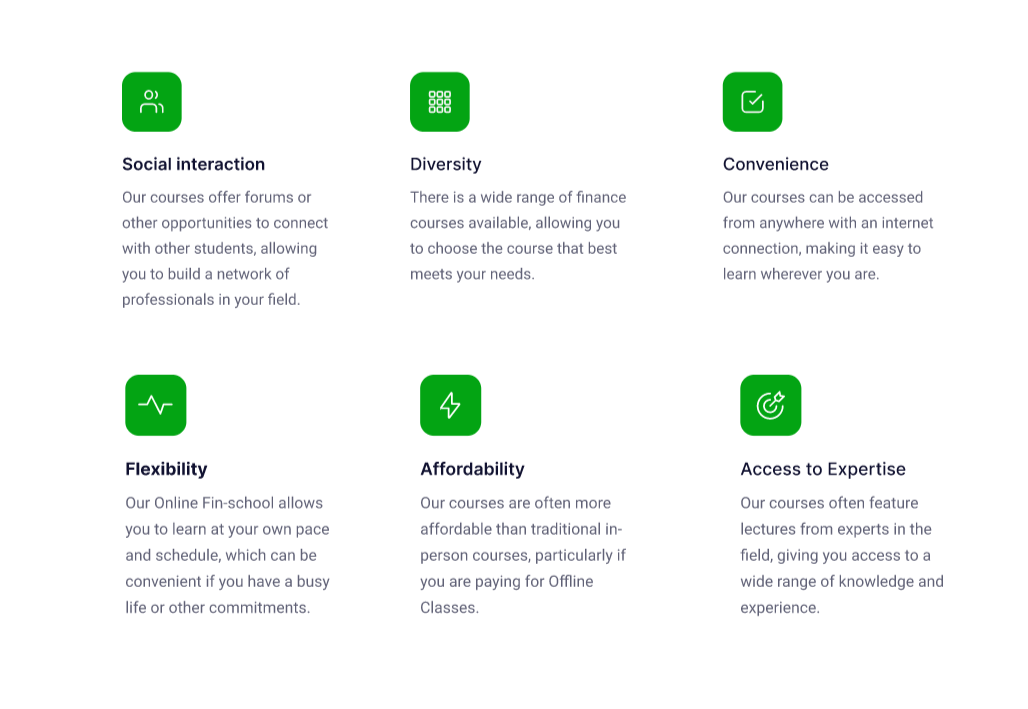 Social interaction
Our courses offer forums or
other opportunities to connect
with other students, allowing
you to build a network of
professionals in your field.
Diversity
There is a wide range of finance
courses available, allowing you
to choose the course that best
meets your needs.
Convenience
Our courses can be accessed
from anywhere with an internet
connection, making it easy to
learn wherever you are.
Flexibility
Our Online Fin-school allows
you to learn at your own pace
and schedule, which can be
convenient if you have a busy
life or other commitments.
Affordability
Our courses are often more
affordable than traditional in-
person courses, particularly if
you are paying for Offline
Classes.
Access to Expertise
Our courses often feature
lectures from experts in the
field, giving you access to a
wide range of knowledge and
experience.